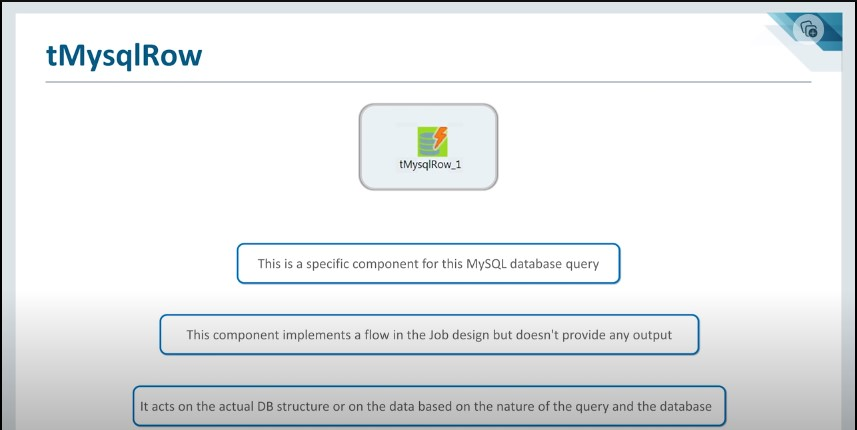 tMysqlRow
tMysqlRow_1
This is a specific component for this MySQL database query
This component implements a flow in the Job design but doesn't provide any output
It acts on the actual DB structure or on the data based on the nature of the query and the database